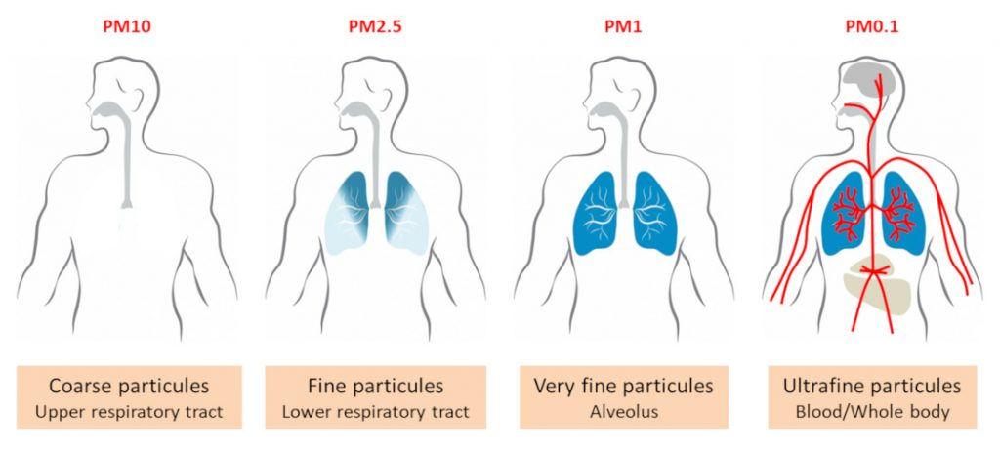 PM10
PM2.5
PM1
PM0.1
Coarse particules
Upper respiratory tract
Fine particules
Lower respiratory tract
Very fine particules
Alveolus
Ultrafine particules
Blood/Whole body